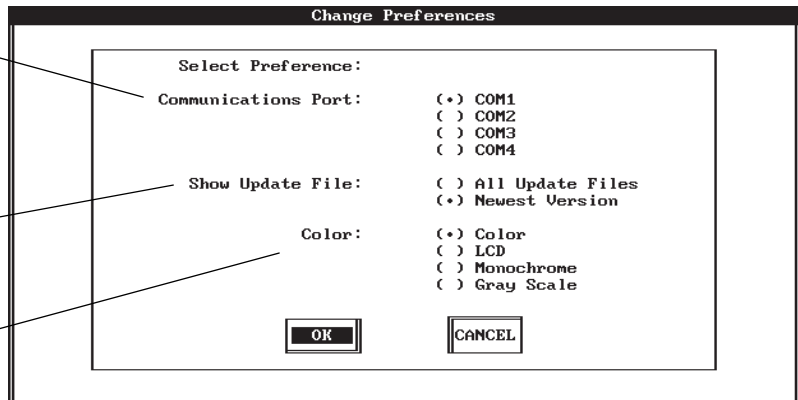 Change Preferences
Select Preference:
Communications Port: (•) COM1
( ) COM2
( ) COM3
( ) COM4
Show Update File: ( ) All Update Files
(•) Newest Version
Color: (•) Color
( ) LCD
( ) Monochrome
( ) Gray Scale
OK CANCEL